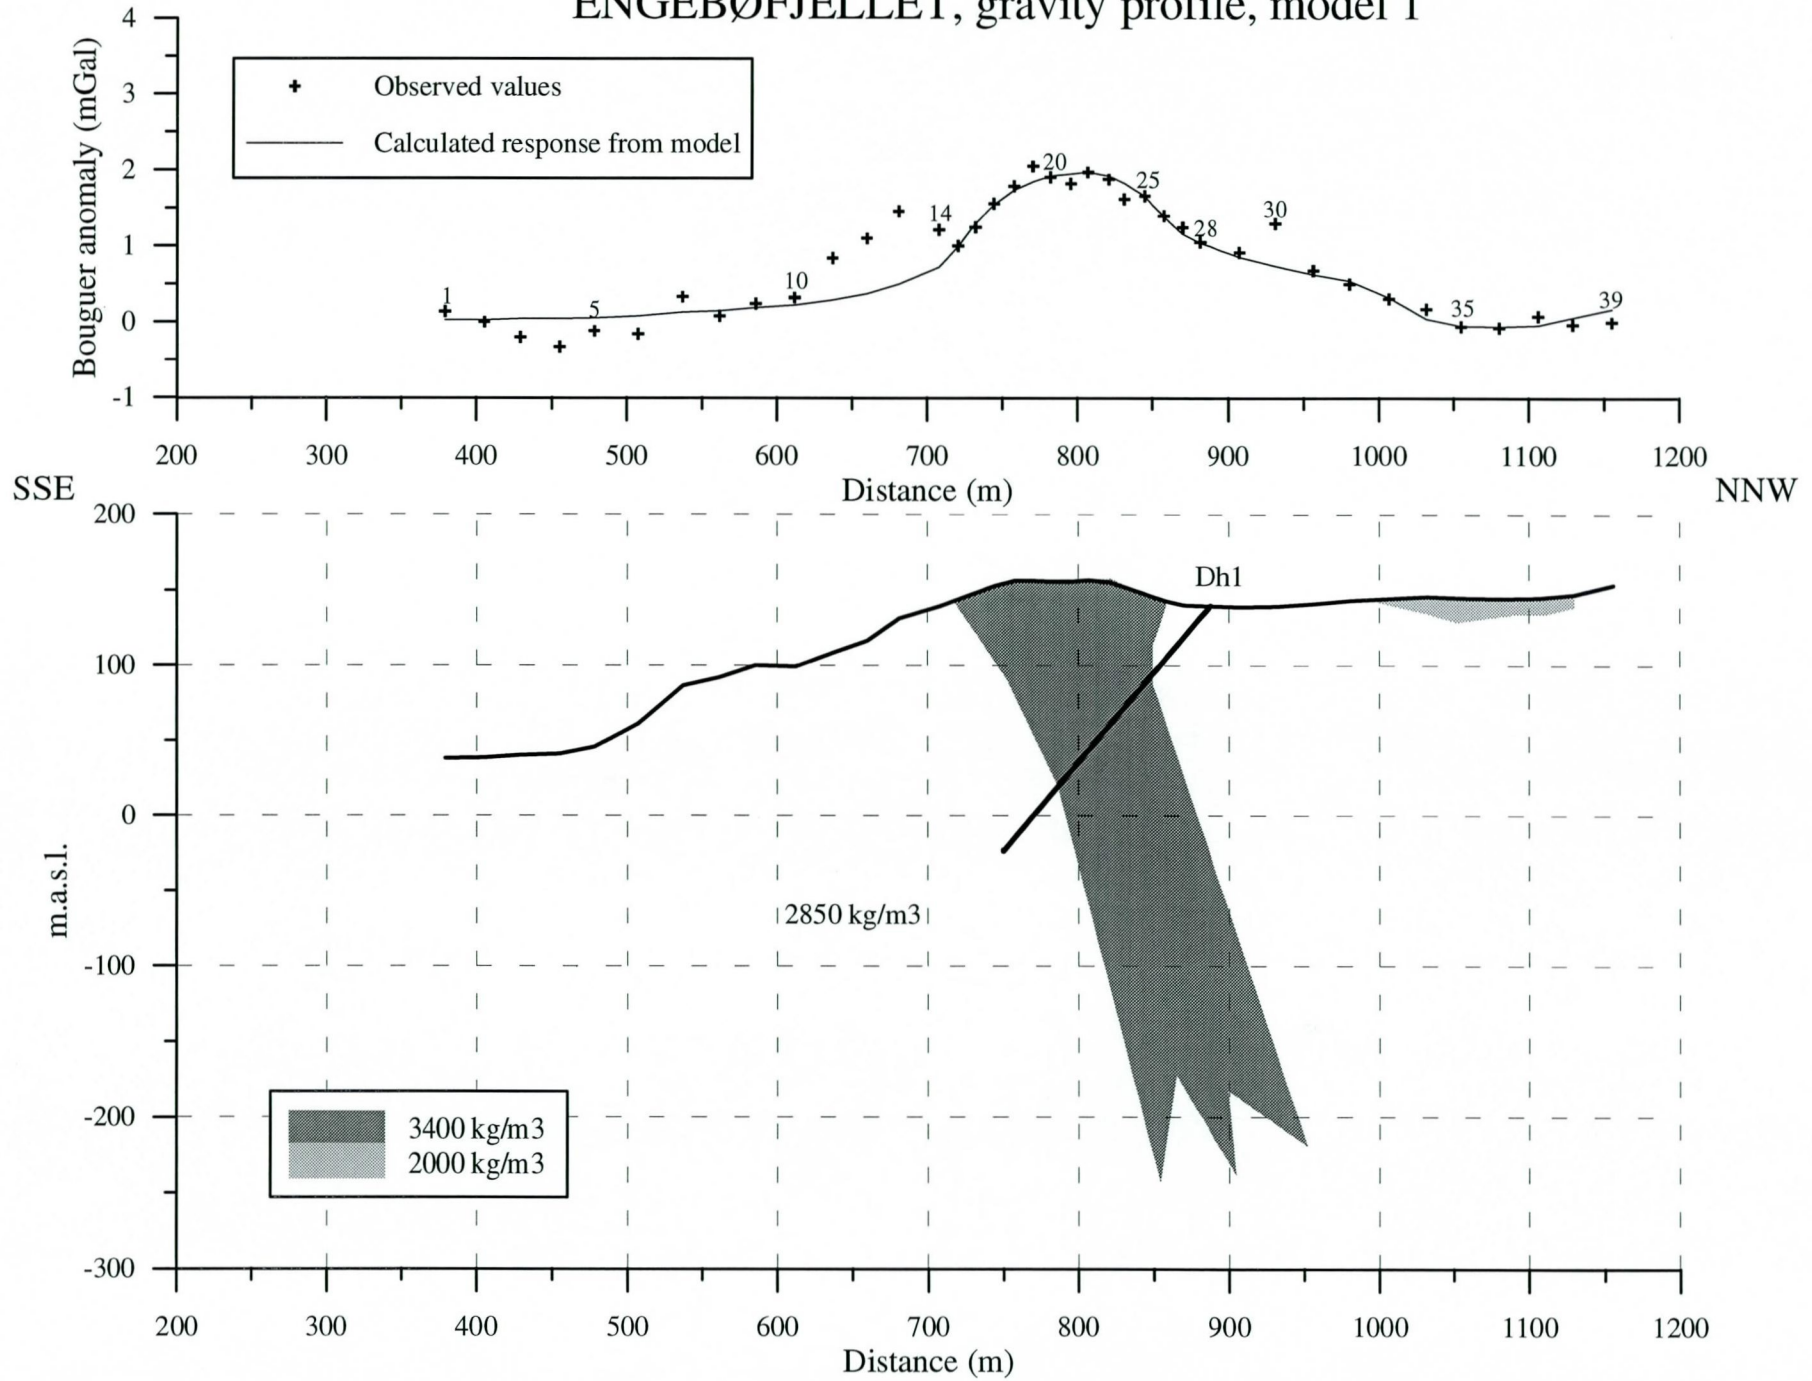 ENGEBØFJELLET, gravity profile, model 1
4
3
2
1
0
-1
Bouguer anomaly (mGal)
Observed values
Calculated response from model
1
5
10
14
20
25
28
30
35
39
200 300 400 500 600 700 800 900 1000 1100 1200
SSE Distance (m) NNW
200
100
0
-100
-200
-300
m.a.s.l.
Dh1
2850 kg/m3
3400 kg/m3
2000 kg/m3
200 300 400 500 600 700 800 900 1000 1100 1200
Distance (m)